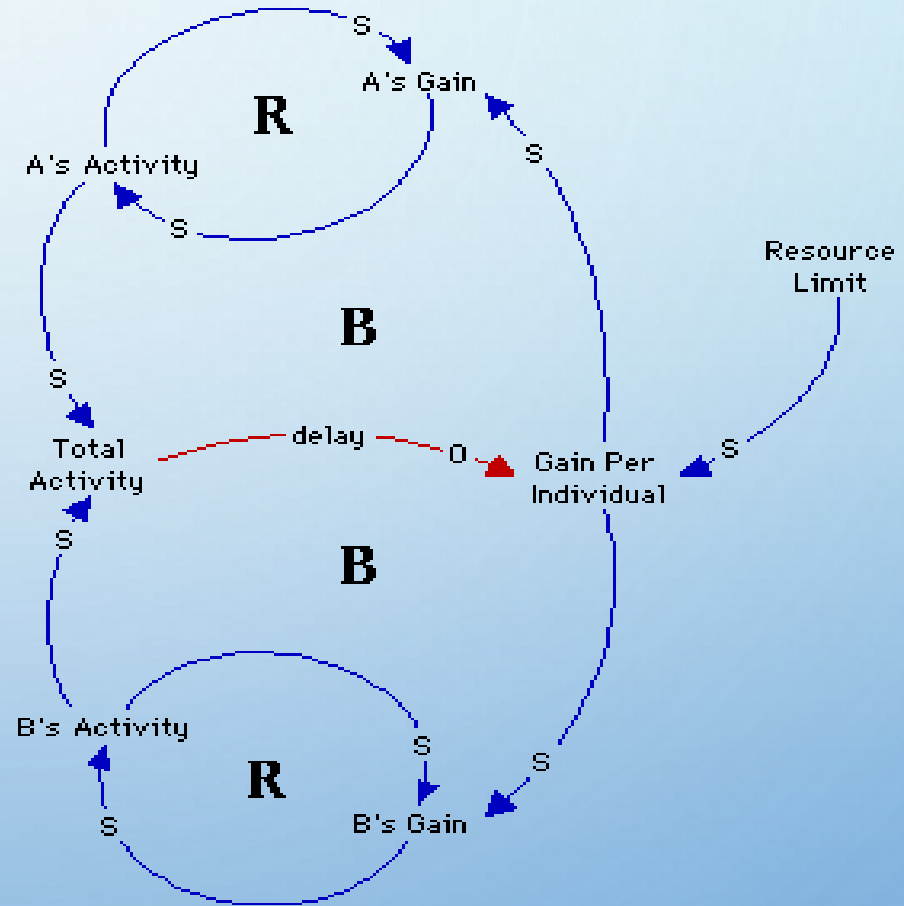 S
A's Gain
R
S
A's Activity
S
Resource
Limit
B
S
delay
O
S
Total
Activity
Gain Per
Individual
S
B
B's Activity
S
S
R
S
B's Gain